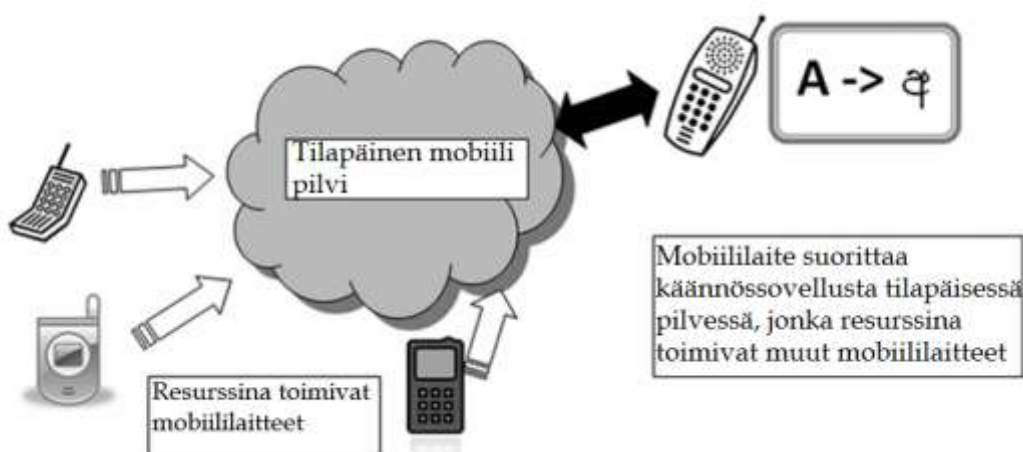 A -> අ
Tilapäinen mobiili
pilvi
Mobiililaite suorittaa
käännössovellusta tilapäisessä
pilvessä, jonka resurssina
toimivat muut mobiililaitteet
Resurssina toimivat
mobiililaitteet